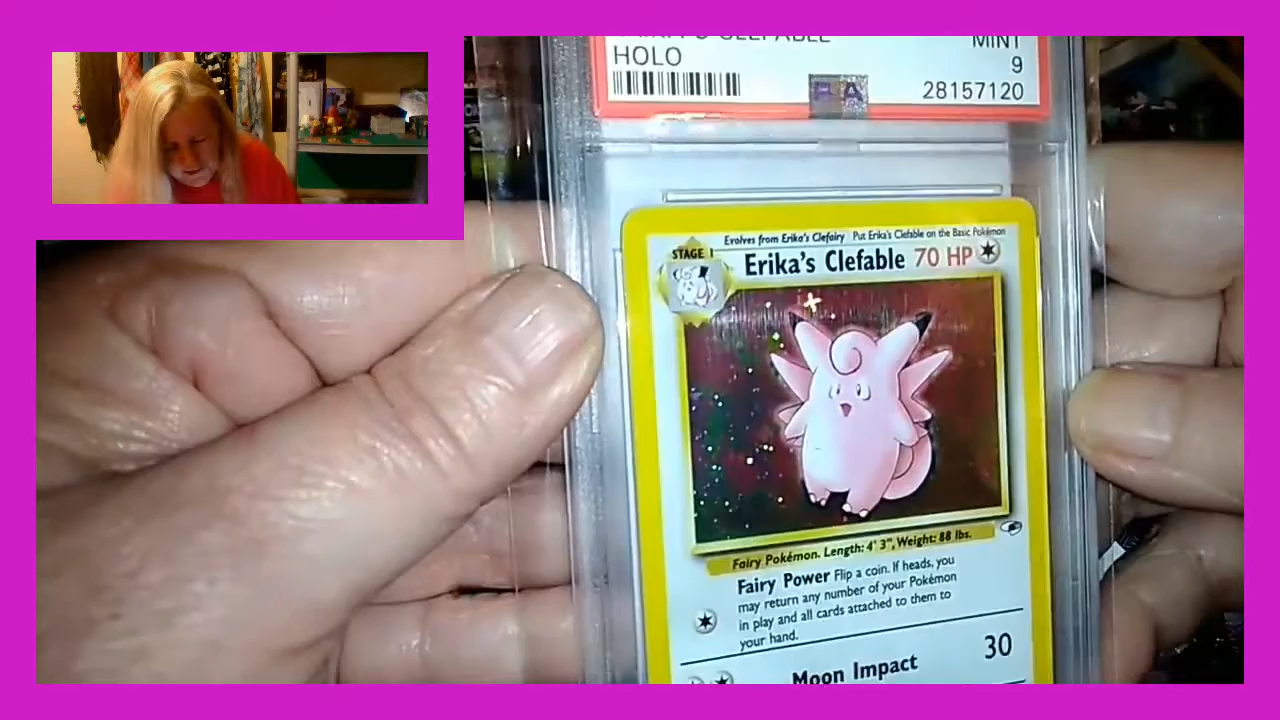 CLEFABLE
MINT
HOLO
9
PSA
28157120
Evolves from Erika's Clefairy Put Erika's Clefable on the Basic Pokémon
STAGE 1
Erika's Clefable 70 HP
Fairy Pokémon. Length: 4' 3", Weight: 88 lbs.
Fairy Power Flip a coin. If heads, you
may return any number of your Pokémon
in play and all cards attached to them to
your hand.
Moon Impact 30